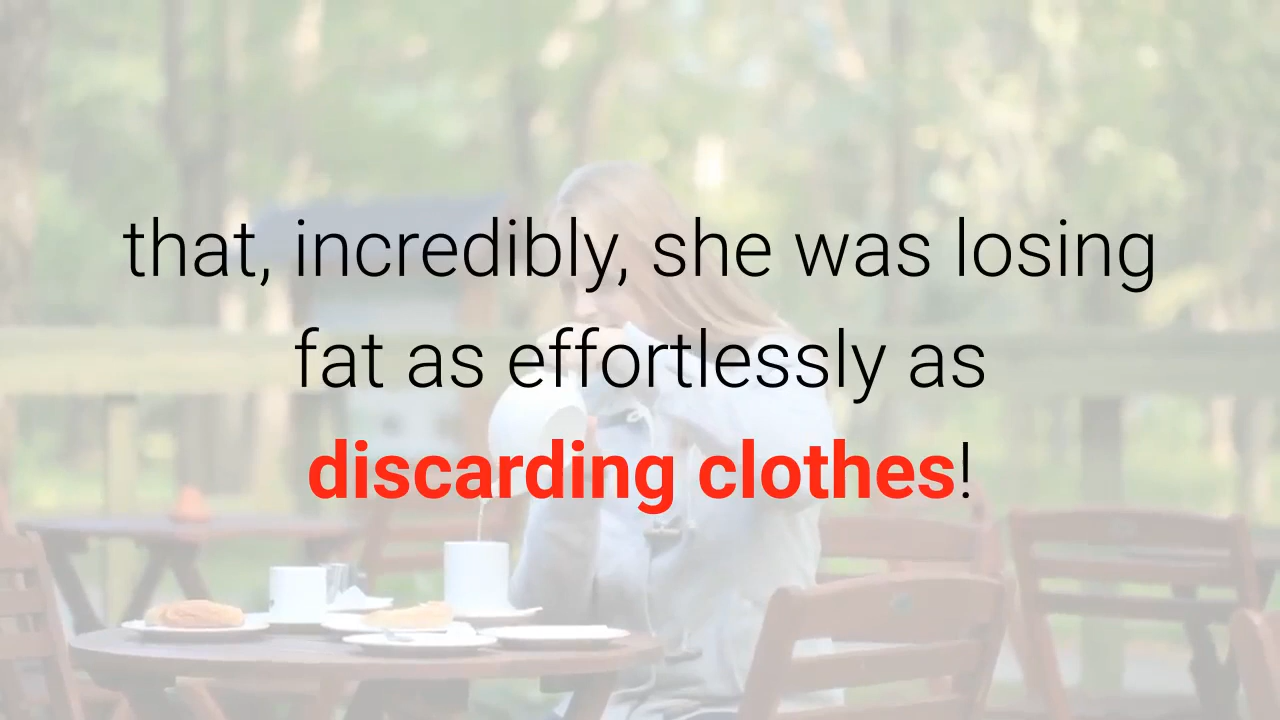 that, incredibly, she was losing
fat as effortlessly as
discarding clothes!